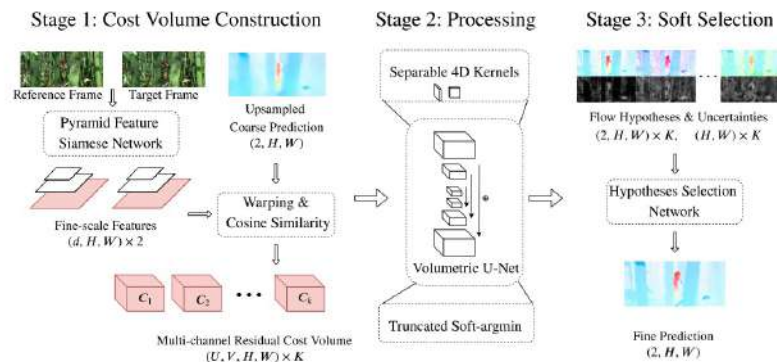 Stage 1: Cost Volume Construction
Reference Frame
Target Frame
Pyramid Feature
Siamese Network
Fine-scale Features
(d, H, W) × 2
Upsampled
Coarse Prediction
(2, H, W)
Warping &
Cosine Similarity
C₁
C₂
•••
Cₖ
Multi-channel Residual Cost Volume
(U, V, H, W) × K
Stage 2: Processing
Separable 4D Kernels
⊕
Volumetric U-Net
Truncated Soft-argmin
Stage 3: Soft Selection
Flow Hypotheses & Uncertainties
(2, H, W) × K, (H, W) × K
Hypotheses Selection
Network
Fine Prediction
(2, H, W)